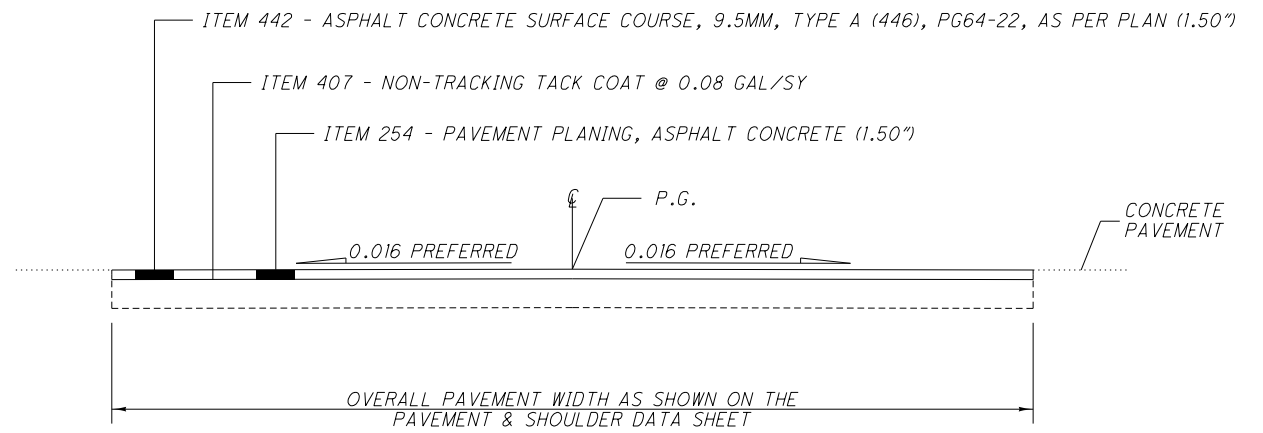 ITEM 442 - ASPHALT CONCRETE SURFACE COURSE, 9.5MM, TYPE A (446), PG64-22, AS PER PLAN (1.50")
ITEM 407 - NON-TRACKING TACK COAT @ 0.08 GAL/SY
ITEM 254 - PAVEMENT PLANING, ASPHALT CONCRETE (1.50")
℄
P.G.
CONCRETE
PAVEMENT
0.016 PREFERRED
0.016 PREFERRED
OVERALL PAVEMENT WIDTH AS SHOWN ON THE
PAVEMENT & SHOULDER DATA SHEET